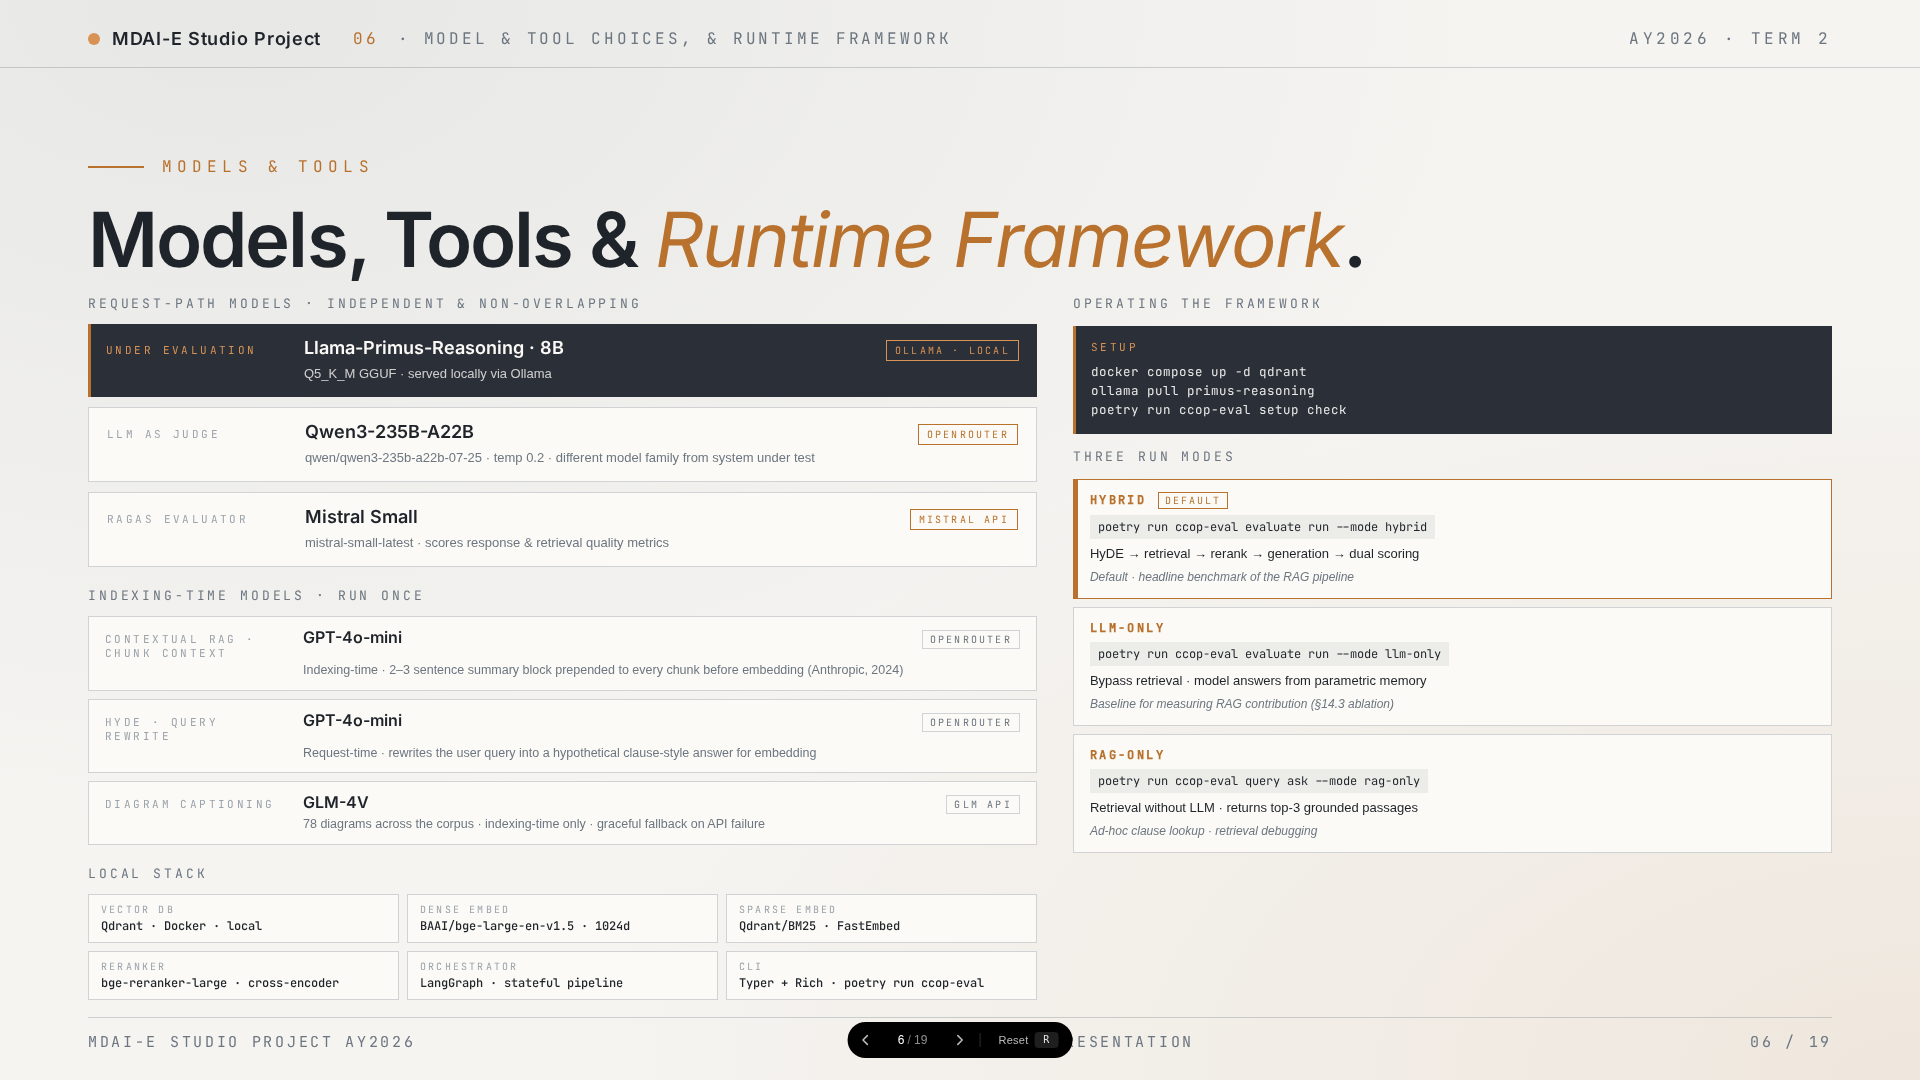 MDAI-E Studio Project 06 · MODEL & TOOL CHOICES, & RUNTIME FRAMEWORK AY2026 · TERM 2
MODELS & TOOLS
Models, Tools & Runtime Framework.
REQUEST-PATH MODELS · INDEPENDENT & NON-OVERLAPPING
UNDER EVALUATION
Llama-Primus-Reasoning · 8B
OLLAMA · LOCAL
Q5_K_M GGUF · served locally via Ollama
LLM AS JUDGE
Qwen3-235B-A22B
OPENROUTER
qwen/qwen3-235b-a22b-07-25 · temp 0.2 · different model family from system under test
RAGAS EVALUATOR
Mistral Small
MISTRAL API
mistral-small-latest · scores response & retrieval quality metrics
INDEXING-TIME MODELS · RUN ONCE
CONTEXTUAL RAG ·
CHUNK CONTEXT
GPT-4o-mini
OPENROUTER
Indexing-time · 2–3 sentence summary block prepended to every chunk before embedding (Anthropic, 2024)
HYDE · QUERY
REWRITE
GPT-4o-mini
OPENROUTER
Request-time · rewrites the user query into a hypothetical clause-style answer for embedding
DIAGRAM CAPTIONING
GLM-4V
GLM API
78 diagrams across the corpus · indexing-time only · graceful fallback on API failure
LOCAL STACK
VECTOR DB
Qdrant · Docker · local
DENSE EMBED
BAAI/bge-large-en-v1.5 · 1024d
SPARSE EMBED
Qdrant/BM25 · FastEmbed
RERANKER
bge-reranker-large · cross-encoder
ORCHESTRATOR
LangGraph · stateful pipeline
CLI
Typer + Rich · poetry run ccop-eval
OPERATING THE FRAMEWORK
SETUP
docker compose up -d qdrant
ollama pull primus-reasoning
poetry run ccop-eval setup check
THREE RUN MODES
HYBRID DEFAULT
poetry run ccop-eval evaluate run --mode hybrid
HyDE → retrieval → rerank → generation → dual scoring
Default · headline benchmark of the RAG pipeline
LLM-ONLY
poetry run ccop-eval evaluate run --mode llm-only
Bypass retrieval · model answers from parametric memory
Baseline for measuring RAG contribution (§14.3 ablation)
RAG-ONLY
poetry run ccop-eval query ask --mode rag-only
Retrieval without LLM · returns top-3 grounded passages
Ad-hoc clause lookup · retrieval debugging
MDAI-E STUDIO PROJECT AY2026
6 / 19 Reset R
ESENTATION
06 / 19